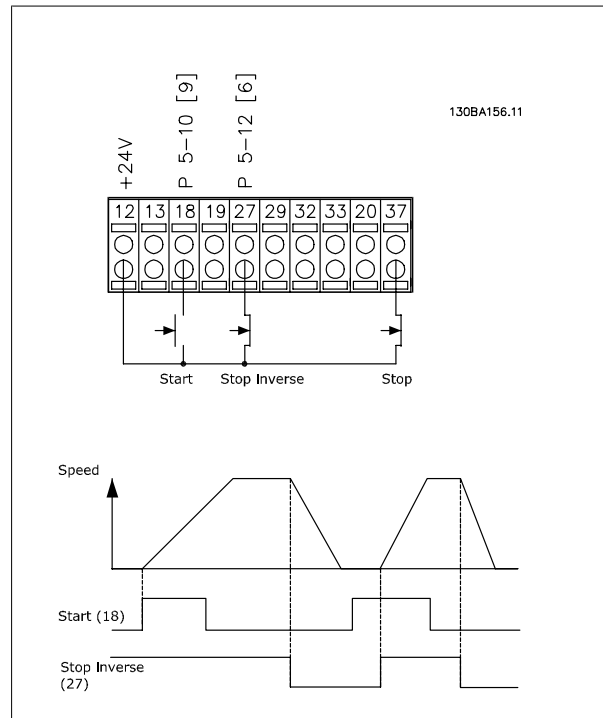 130BA156.11
+24V
P 5-10 [9]
P 5-12 [6]
12 13 18 19 27 29 32 33 20 37
Start Stop Inverse Stop
Speed
Start (18)
Stop Inverse
(27)